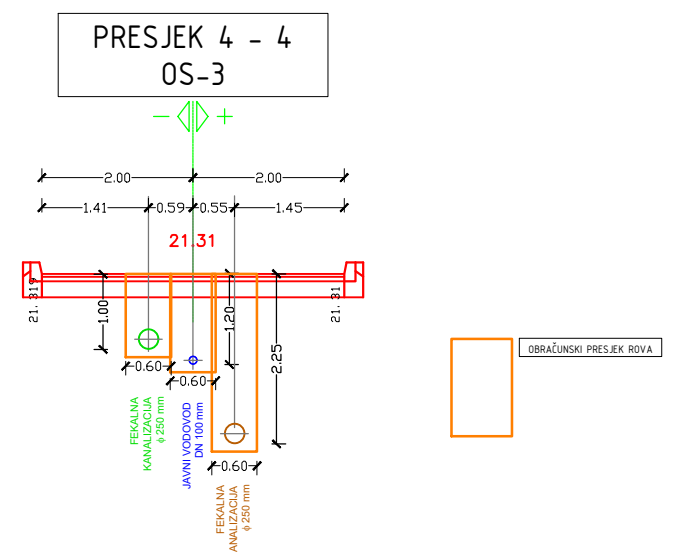 PRESJEK 4 - 4
OS-3
- +
2.00 2.00
1.41 0.59 0.55 1.45
21.31
21.319
21.31
1.00
1.20
2.25
0.60
0.60
0.60
FEKALNA
KANALIZACIJA
ϕ 250 mm
JAVNI VODOVOD
DN 100 mm
FEKALNA
ANALIZACIJA
ϕ 250 mm
OBRAČUNSKI PRESJEK ROVA